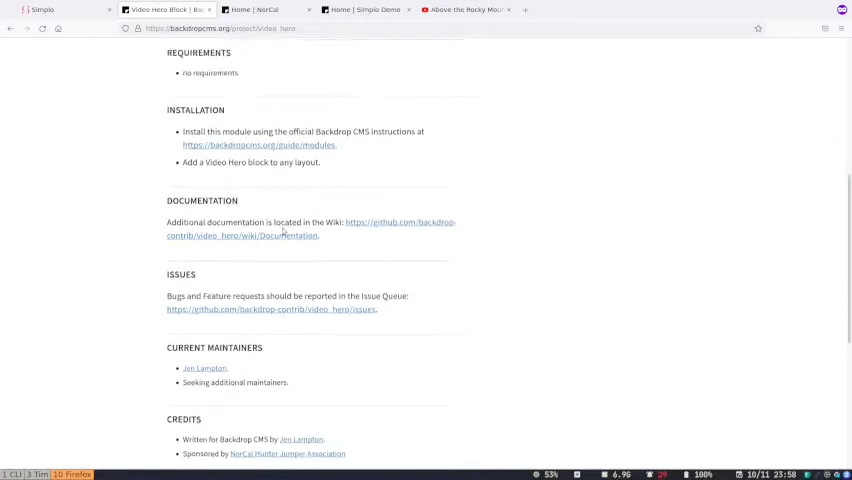 Simplo
Video Hero Block | Bac
Home | NorCal
Home | Simplo Demo
Above the Rocky Moun
https://backdropcms.org/project/video_hero
REQUIREMENTS
no requirements
INSTALLATION
Install this module using the official Backdrop CMS instructions at
https://backdropcms.org/guide/modules.
Add a Video Hero block to any layout.
DOCUMENTATION
Additional documentation is located in the Wiki: https://github.com/backdrop-
contrib/video_hero/wiki/Documentation.
ISSUES
Bugs and Feature requests should be reported in the Issue Queue:
https://github.com/backdrop-contrib/video_hero/issues.
CURRENT MAINTAINERS
Jen Lampton.
Seeking additional maintainers.
CREDITS
Written for Backdrop CMS by Jen Lampton.
Sponsored by NorCal Hunter Jumper Association
1 CLI 3 Tim 10 Firefox 53% 6.9G 29 100% 10/11 23:58